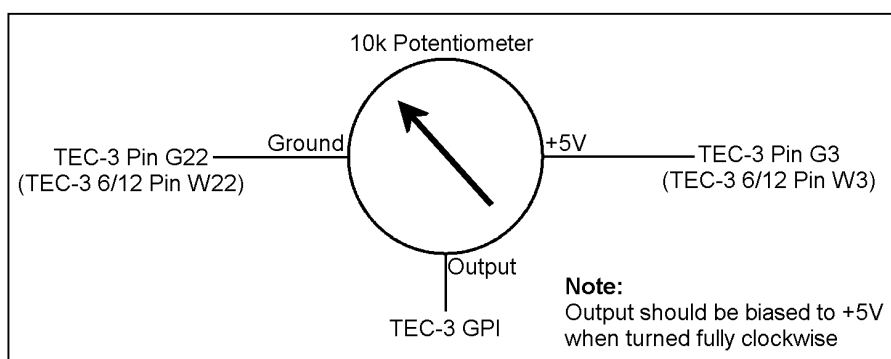 10k Potentiometer
Ground
+5V
TEC-3 Pin G22
(TEC-3 6/12 Pin W22)
TEC-3 Pin G3
(TEC-3 6/12 Pin W3)
Output
TEC-3 GPI
Note:
Output should be biased to +5V
when turned fully clockwise